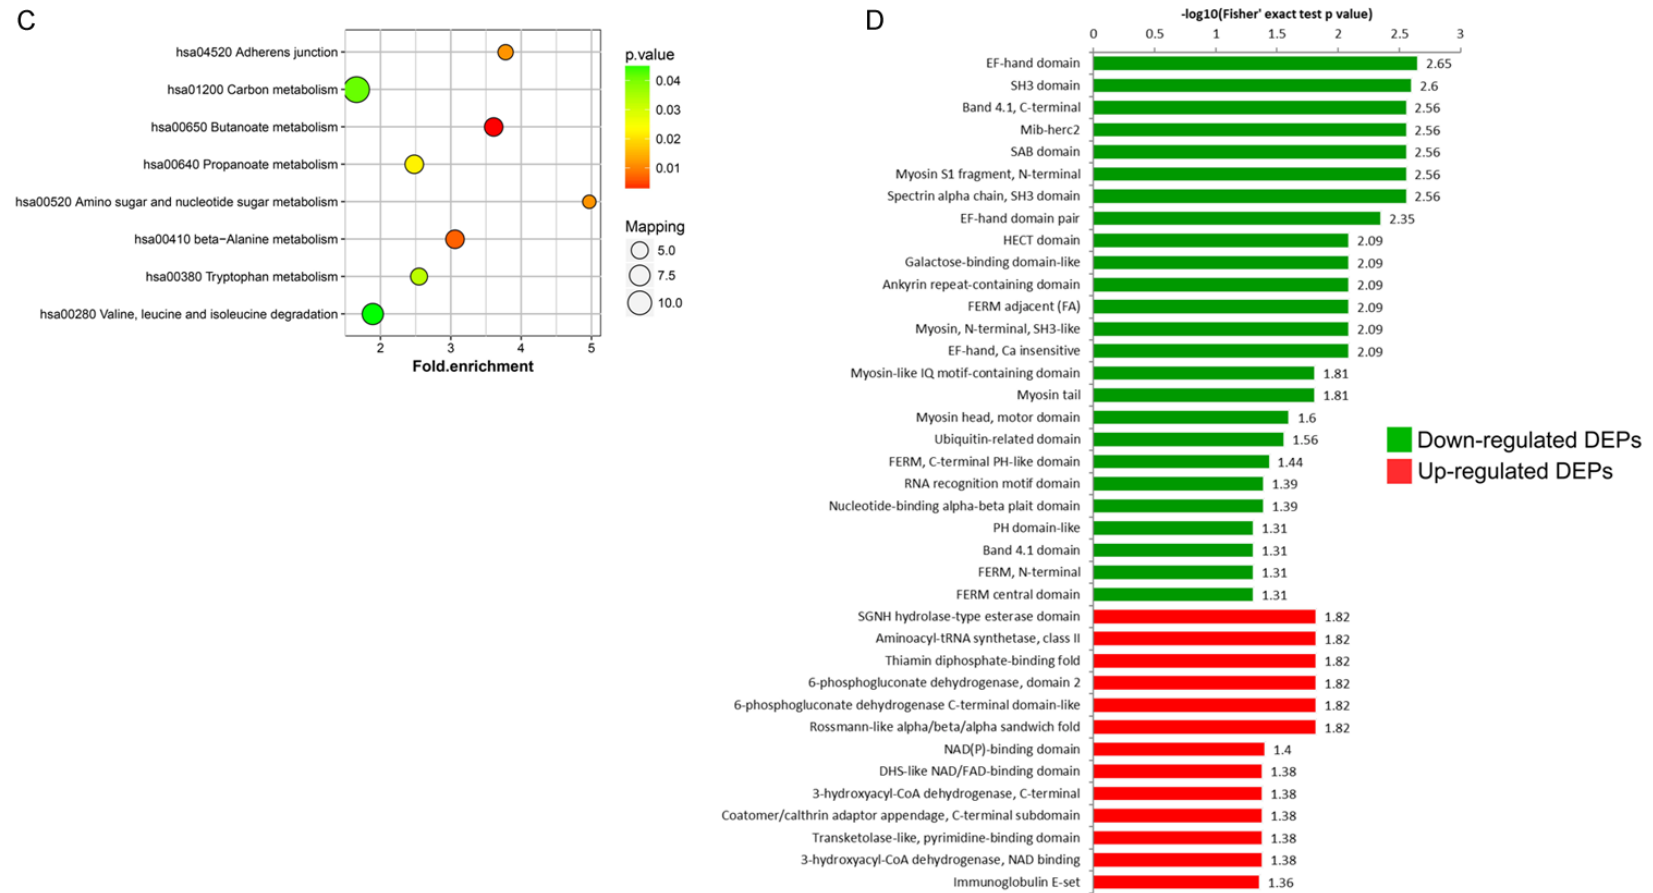 C
hsa04520 Adherens junction
hsa01200 Carbon metabolism
hsa00650 Butanoate metabolism
hsa00640 Propanoate metabolism
hsa00520 Amino sugar and nucleotide sugar metabolism
hsa00410 beta−Alanine metabolism
hsa00380 Tryptophan metabolism
hsa00280 Valine, leucine and isoleucine degradation
2 3 4 5
Fold.enrichment
p.value
0.04
0.03
0.02
0.01
Mapping
5.0
7.5
10.0
D
-log10(Fisher' exact test p value)
0 0.5 1 1.5 2 2.5 3
EF-hand domain 2.65
SH3 domain 2.6
Band 4.1, C-terminal 2.56
Mib-herc2 2.56
SAB domain 2.56
Myosin S1 fragment, N-terminal 2.56
Spectrin alpha chain, SH3 domain 2.56
EF-hand domain pair 2.35
HECT domain 2.09
Galactose-binding domain-like 2.09
Ankyrin repeat-containing domain 2.09
FERM adjacent (FA) 2.09
Myosin, N-terminal, SH3-like 2.09
EF-hand, Ca insensitive 2.09
Myosin-like IQ motif-containing domain 1.81
Myosin tail 1.81
Myosin head, motor domain 1.6
Ubiquitin-related domain 1.56
FERM, C-terminal PH-like domain 1.44
RNA recognition motif domain 1.39
Nucleotide-binding alpha-beta plait domain 1.39
PH domain-like 1.31
Band 4.1 domain 1.31
FERM, N-terminal 1.31
FERM central domain 1.31
SGNH hydrolase-type esterase domain 1.82
Aminoacyl-tRNA synthetase, class II 1.82
Thiamin diphosphate-binding fold 1.82
6-phosphogluconate dehydrogenase, domain 2 1.82
6-phosphogluconate dehydrogenase C-terminal domain-like 1.82
Rossmann-like alpha/beta/alpha sandwich fold 1.82
NAD(P)-binding domain 1.4
DHS-like NAD/FAD-binding domain 1.38
3-hydroxyacyl-CoA dehydrogenase, C-terminal 1.38
Coatomer/calthrin adaptor appendage, C-terminal subdomain 1.38
Transketolase-like, pyrimidine-binding domain 1.38
3-hydroxyacyl-CoA dehydrogenase, NAD binding 1.38
Immunoglobulin E-set 1.36
Down-regulated DEPs
Up-regulated DEPs